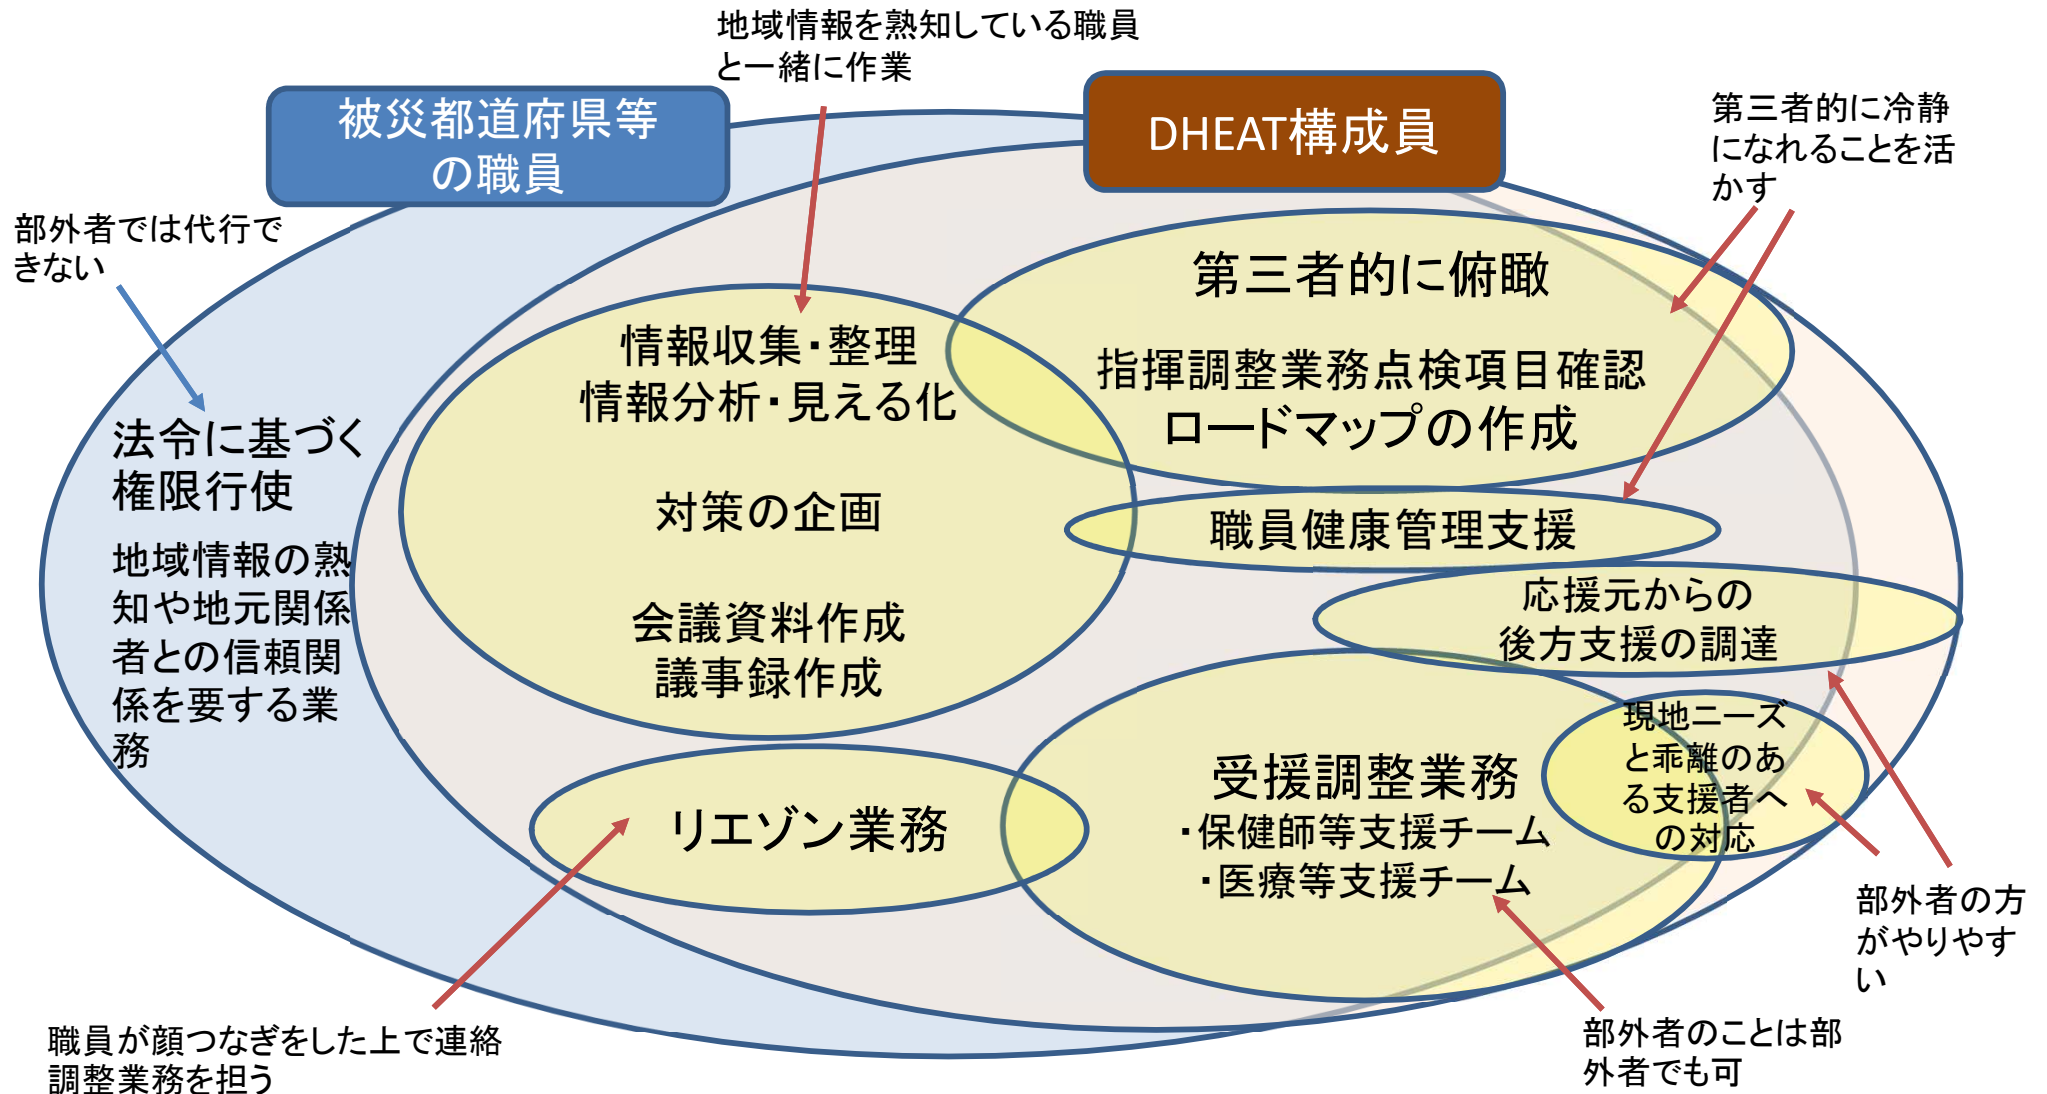 地域情報を熟知している職員
と一緒に作業
被災都道府県等
の職員
DHEAT構成員
第三者的に冷静
になれることを活
かす
部外者では代行で
きない
第三者的に俯瞰
指揮調整業務点検項目確認
ロードマップの作成
情報収集・整理
情報分析・見える化
対策の企画
会議資料作成
議事録作成
法令に基づく
権限行使
地域情報の熟
知や地元関係
者との信頼関
係を要する業
務
職員健康管理支援
応援元からの
後方支援の調達
現地ニーズ
と乖離のあ
る支援者へ
の対応
受援調整業務
・保健師等支援チーム
・医療等支援チーム
リエゾン業務
部外者の方
がやりやす
い
部外者のことは部
外者でも可
職員が顔つなぎをした上で連絡
調整業務を担う